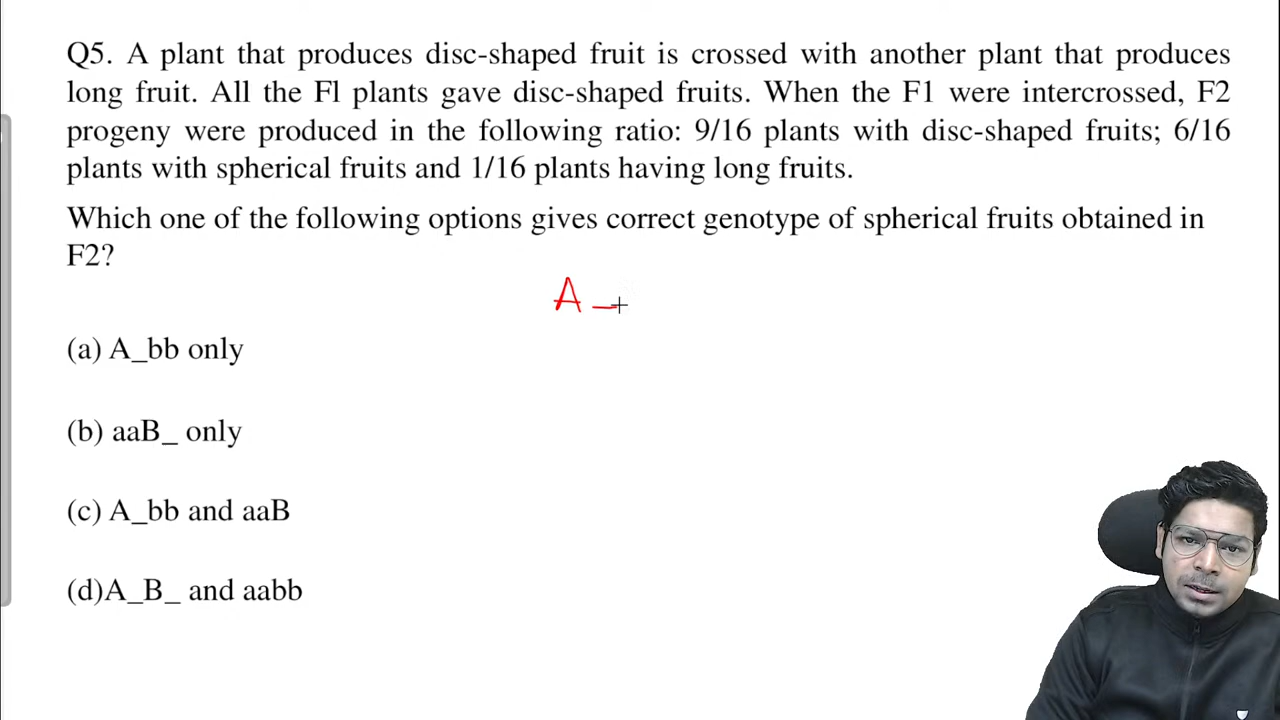 Q5. A plant that produces disc-shaped fruit is crossed with another plant that produces
long fruit. All the Fl plants gave disc-shaped fruits. When the F1 were intercrossed, F2
progeny were produced in the following ratio: 9/16 plants with disc-shaped fruits; 6/16
plants with spherical fruits and 1/16 plants having long fruits.
Which one of the following options gives correct genotype of spherical fruits obtained in
F2?
A _
(a) A_bb only
(b) aaB_ only
(c) A_bb and aaB
(d)A_B_ and aabb